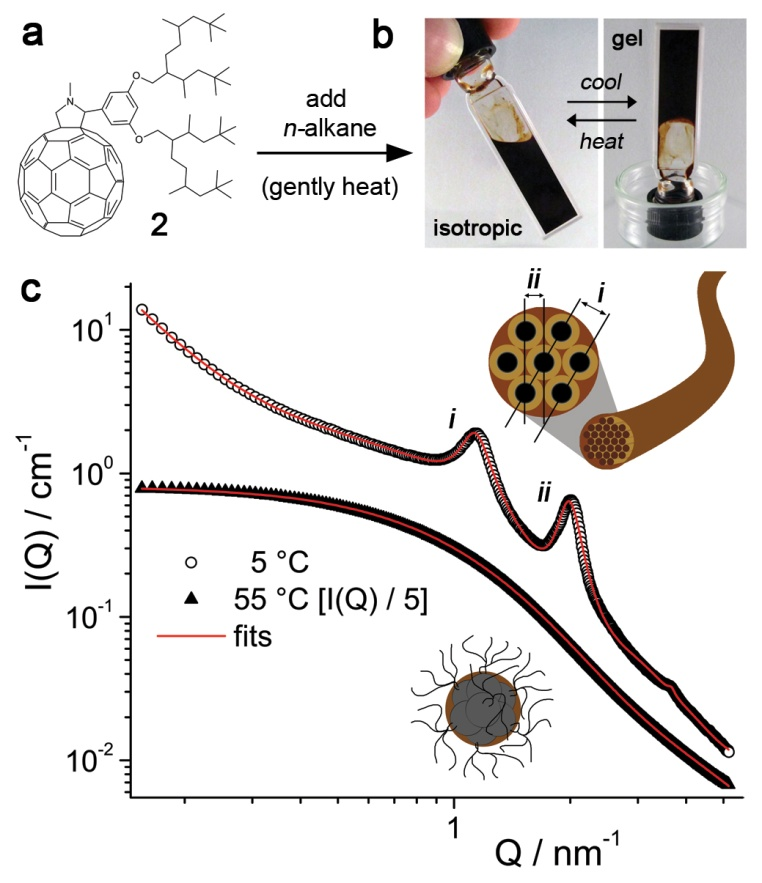 a
N
O
O
2
add
n-alkane
(gently heat)
b
isotropic
cool
heat
gel
c
I(Q) / cm⁻¹
10¹
10⁰
10⁻¹
10⁻²
i
ii
ii
i
5 °C
55 °C [I(Q) / 5]
fits
1
Q / nm⁻¹